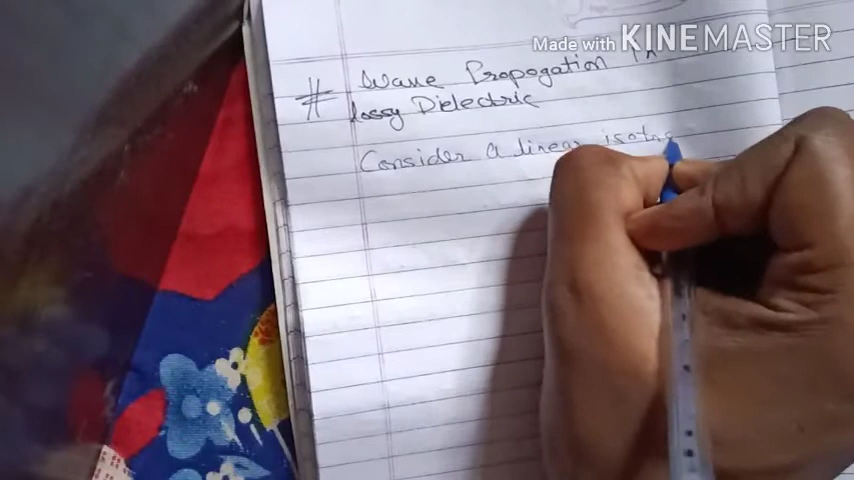 Made with KINEMASTER
# Wave Propogation In
lossy Dielectric
Consider a linear isotro